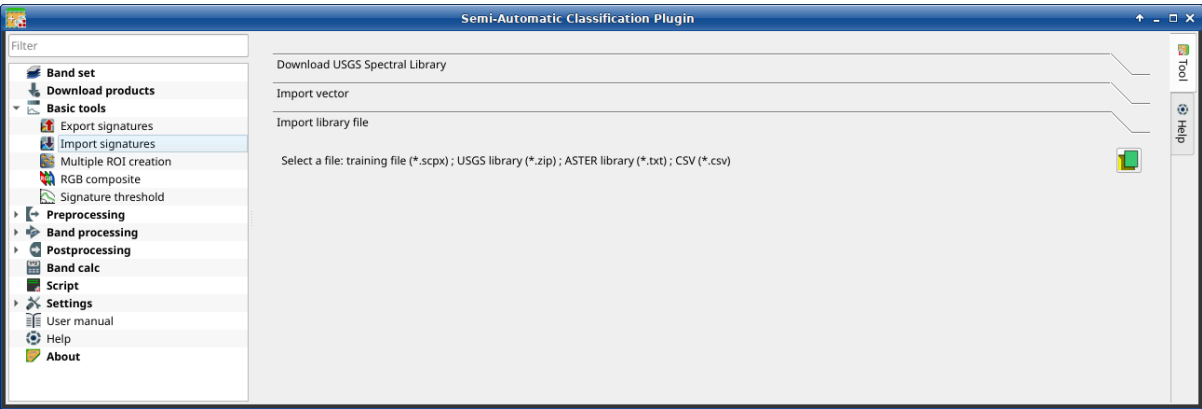 Semi-Automatic Classification Plugin
Filter
Band set
Download products
Basic tools
Export signatures
Import signatures
Multiple ROI creation
RGB composite
Signature threshold
Preprocessing
Band processing
Postprocessing
Band calc
Script
Settings
User manual
Help
About
Download USGS Spectral Library
Import vector
Import library file
Select a file: training file (*.scpx) ; USGS library (*.zip) ; ASTER library (*.txt) ; CSV (*.csv)
Tool
Help